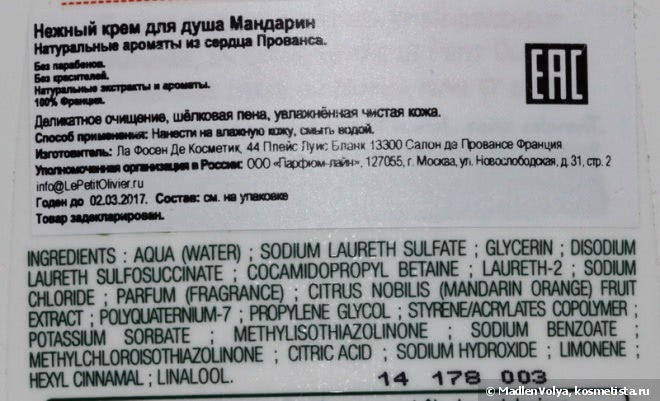 Нежный крем для душа Мандарин
Натуральные ароматы из сердца Прованса.
Без парабенов.
Без красителей.
Натуральные экстракты и ароматы.
100% Франция.
EAC
Деликатное очищение, шёлковая пена, увлажнённая чистая кожа.
Способ применения: Нанести на влажную кожу, смыть водой.
Изготовитель: Ла Фосен Де Косметик, 44 Плейс Луис Бланк 13300 Салон де Провансе Франция
Уполномоченная организация в России: ООО «Парфюм-лайн», 127055, г. Москва, ул. Новослободская, д. 31, стр. 2
info@LePetitOlivier.ru
Годен до 02.03.2017. Состав: см. на упаковке
Товар задекларирован.
INGREDIENTS : AQUA (WATER) ; SODIUM LAURETH SULFATE ; GLYCERIN ; DISODIUM
LAURETH SULFOSUCCINATE ; COCAMIDOPROPYL BETAINE ; LAURETH-2 ; SODIUM
CHLORIDE ; PARFUM (FRAGRANCE) ; CITRUS NOBILIS (MANDARIN ORANGE) FRUIT
EXTRACT ; POLYQUATERNIUM-7 ; PROPYLENE GLYCOL ; STYRENE/ACRYLATES COPOLYMER ;
POTASSIUM SORBATE ; METHYLISOTHIAZOLINONE ; SODIUM BENZOATE ;
METHYLCHLOROISOTHIAZOLINONE ; CITRIC ACID ; SODIUM HYDROXIDE ; LIMONENE ;
HEXYL CINNAMAL ; LINALOOL.
14 178 003
© MadlenVolya, kosmetista.ru